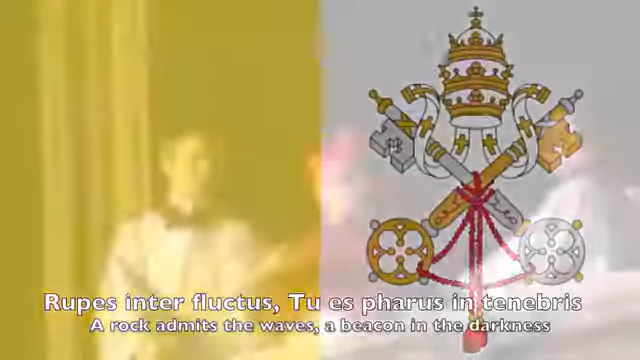 Rupes inter fluctus, Tu es pharus in tenebris
A rock admits the waves, a beacon in the darkness